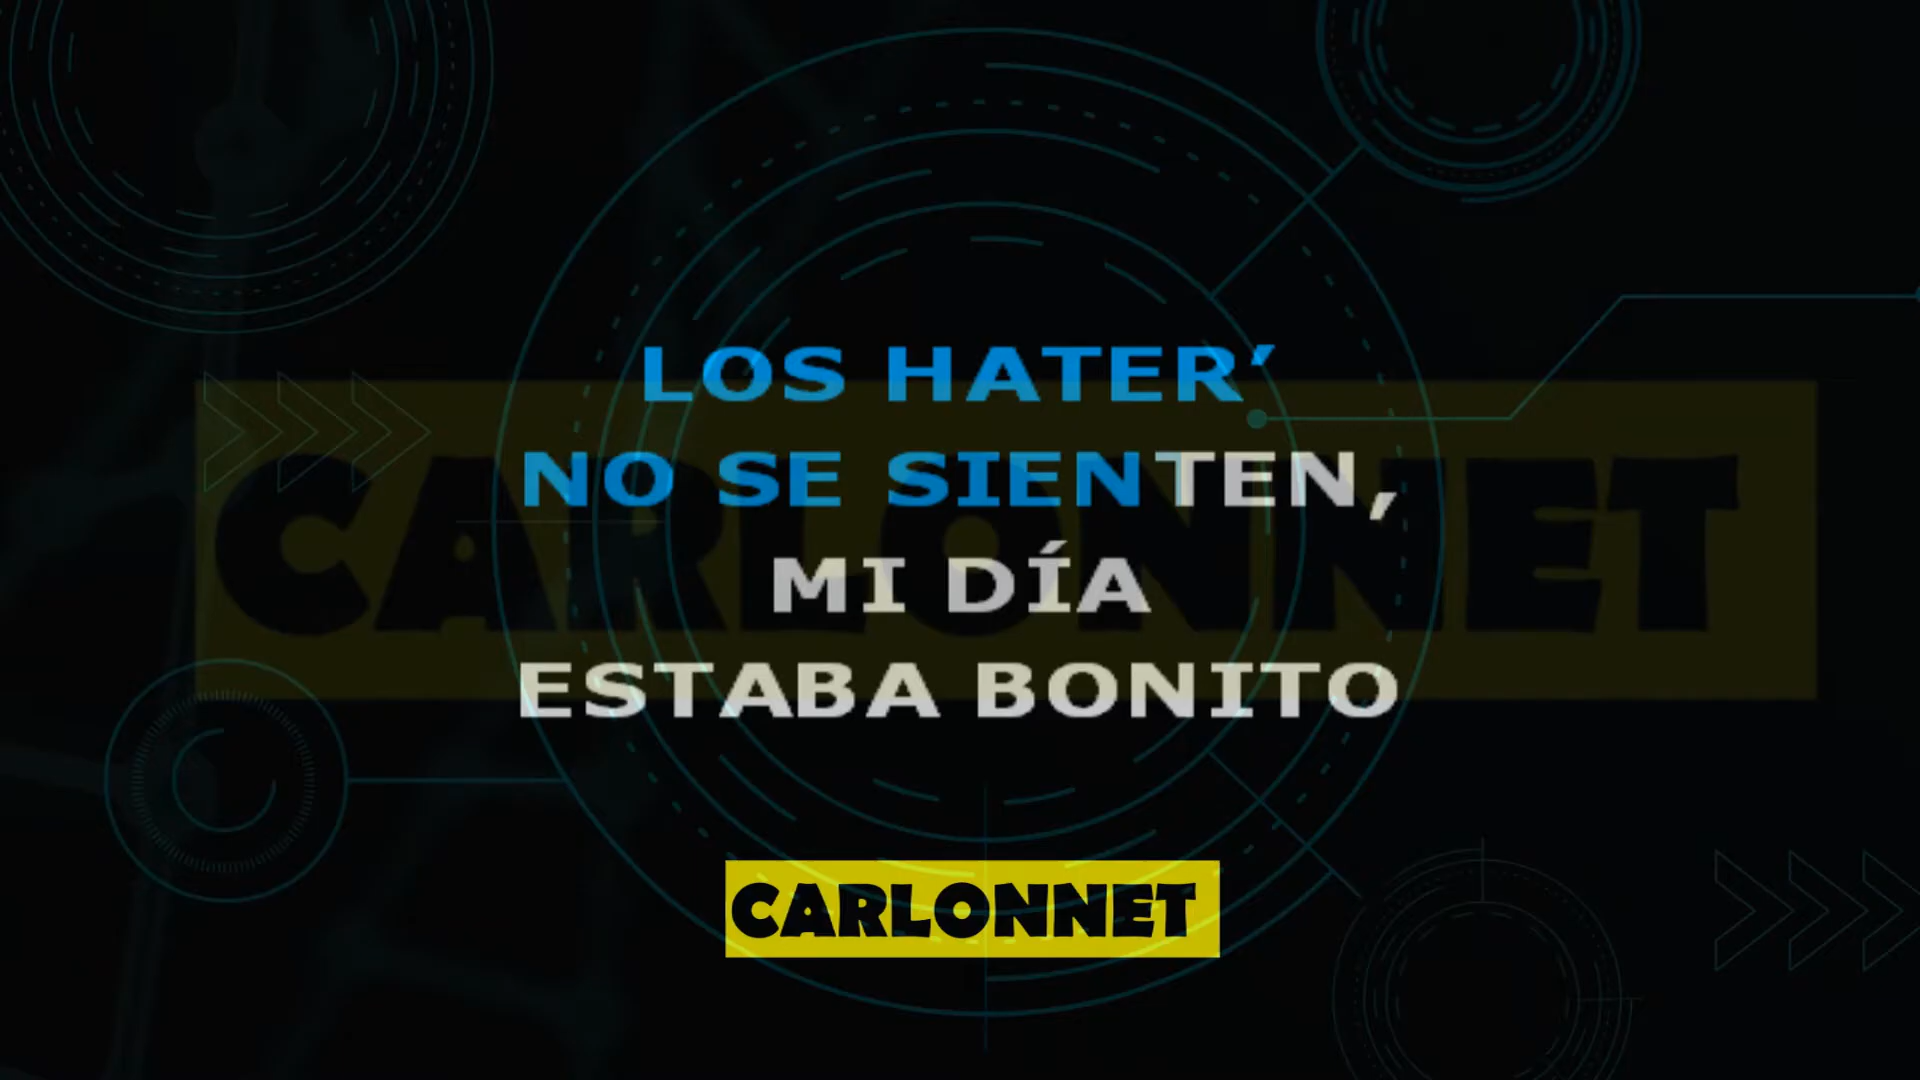 LOS HATER´
NO SE SIENTEN,
MI DÍA
ESTABA BONITO
CARLONNET
CARLONNET